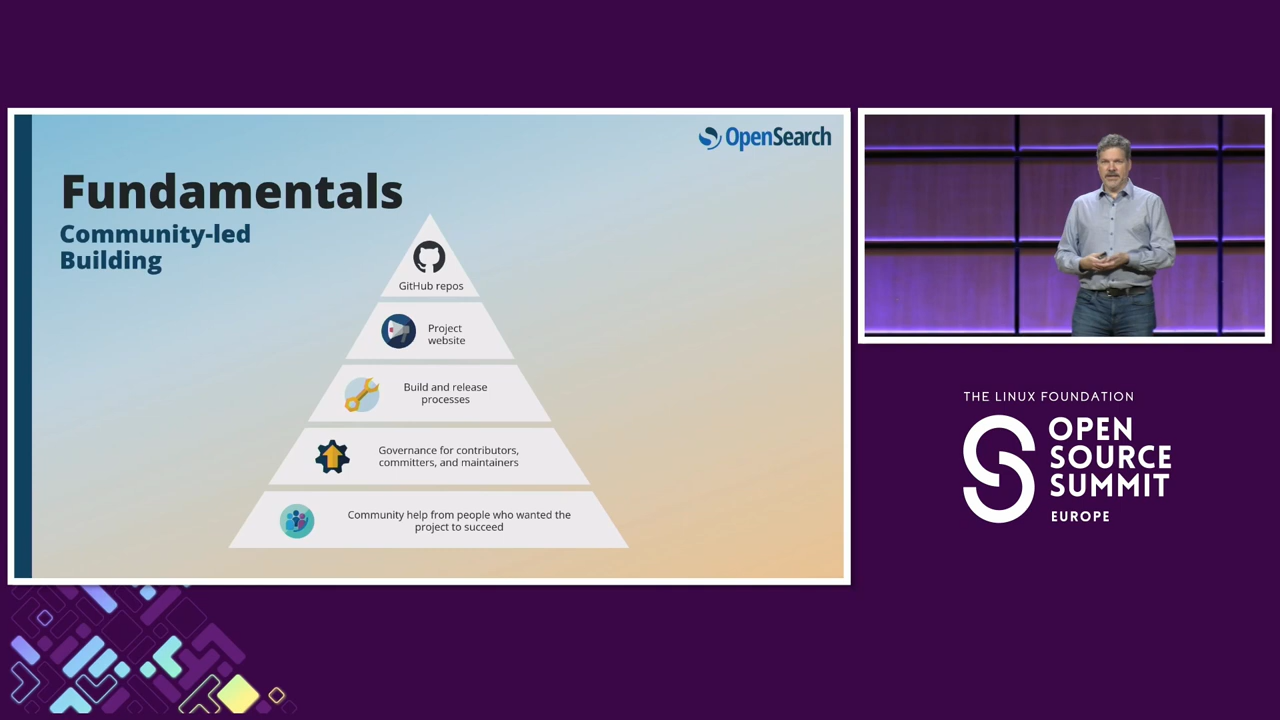 OpenSearch
Fundamentals
Community-led
Building
GitHub repos
Project
website
Build and release
processes
Governance for contributors,
committers, and maintainers
Community help from people who wanted the
project to succeed
THE LINUX FOUNDATION
OPEN
SOURCE
SUMMIT
EUROPE